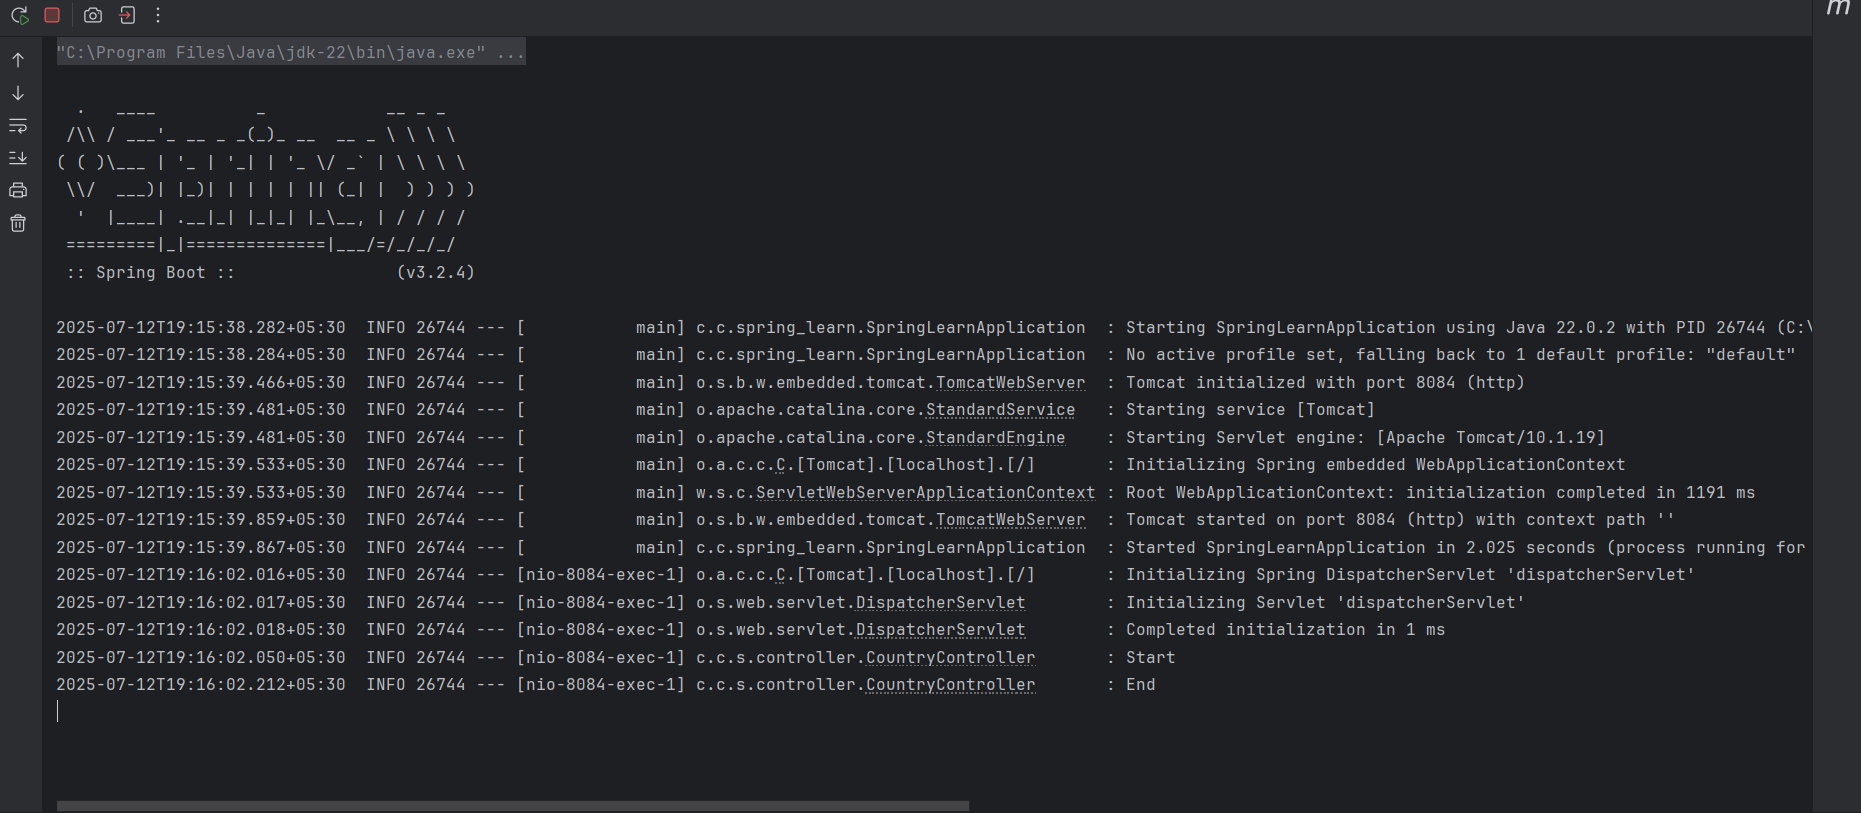 m
"C:\Program Files\Java\jdk-22\bin\java.exe" ...
  .   ____          _            __ _ _
 /\\ / ___'_ __ _ _(_)_ __  __ _ \ \ \ \
( ( )\___ | '_ | '_| | '_ \/ _` | \ \ \ \
 \\/  ___)| |_)| | | | | || (_| |  ) ) ) )
  '  |____| .__|_| |_|_| |_\__, | / / / /
 =========|_|==============|___/=/_/_/_/
 :: Spring Boot ::                (v3.2.4)
2025-07-12T19:15:38.282+05:30  INFO 26744 --- [           main] c.c.spring_learn.SpringLearnApplication  : Starting SpringLearnApplication using Java 22.0.2 with PID 26744 (C:\
2025-07-12T19:15:38.284+05:30  INFO 26744 --- [           main] c.c.spring_learn.SpringLearnApplication  : No active profile set, falling back to 1 default profile: "default"
2025-07-12T19:15:39.466+05:30  INFO 26744 --- [           main] o.s.b.w.embedded.tomcat.TomcatWebServer  : Tomcat initialized with port 8084 (http)
2025-07-12T19:15:39.481+05:30  INFO 26744 --- [           main] o.apache.catalina.core.StandardService   : Starting service [Tomcat]
2025-07-12T19:15:39.481+05:30  INFO 26744 --- [           main] o.apache.catalina.core.StandardEngine    : Starting Servlet engine: [Apache Tomcat/10.1.19]
2025-07-12T19:15:39.533+05:30  INFO 26744 --- [           main] o.a.c.c.C.[Tomcat].[localhost].[/]       : Initializing Spring embedded WebApplicationContext
2025-07-12T19:15:39.533+05:30  INFO 26744 --- [           main] w.s.c.ServletWebServerApplicationContext : Root WebApplicationContext: initialization completed in 1191 ms
2025-07-12T19:15:39.859+05:30  INFO 26744 --- [           main] o.s.b.w.embedded.tomcat.TomcatWebServer  : Tomcat started on port 8084 (http) with context path ''
2025-07-12T19:15:39.867+05:30  INFO 26744 --- [           main] c.c.spring_learn.SpringLearnApplication  : Started SpringLearnApplication in 2.025 seconds (process running for
2025-07-12T19:16:02.016+05:30  INFO 26744 --- [nio-8084-exec-1] o.a.c.c.C.[Tomcat].[localhost].[/]       : Initializing Spring DispatcherServlet 'dispatcherServlet'
2025-07-12T19:16:02.017+05:30  INFO 26744 --- [nio-8084-exec-1] o.s.web.servlet.DispatcherServlet        : Initializing Servlet 'dispatcherServlet'
2025-07-12T19:16:02.018+05:30  INFO 26744 --- [nio-8084-exec-1] o.s.web.servlet.DispatcherServlet        : Completed initialization in 1 ms
2025-07-12T19:16:02.050+05:30  INFO 26744 --- [nio-8084-exec-1] c.c.s.controller.CountryController       : Start
2025-07-12T19:16:02.212+05:30  INFO 26744 --- [nio-8084-exec-1] c.c.s.controller.CountryController       : End